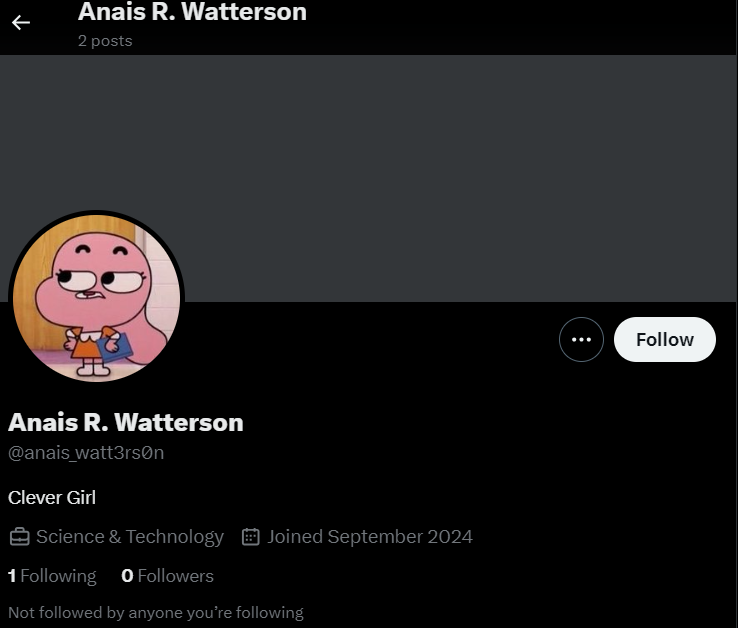 Anais R. Watterson
2 posts
Follow
Anais R. Watterson
@anais_watt3rs0n
Clever Girl
Science & Technology Joined September 2024
1 Following 0 Followers
Not followed by anyone you’re following